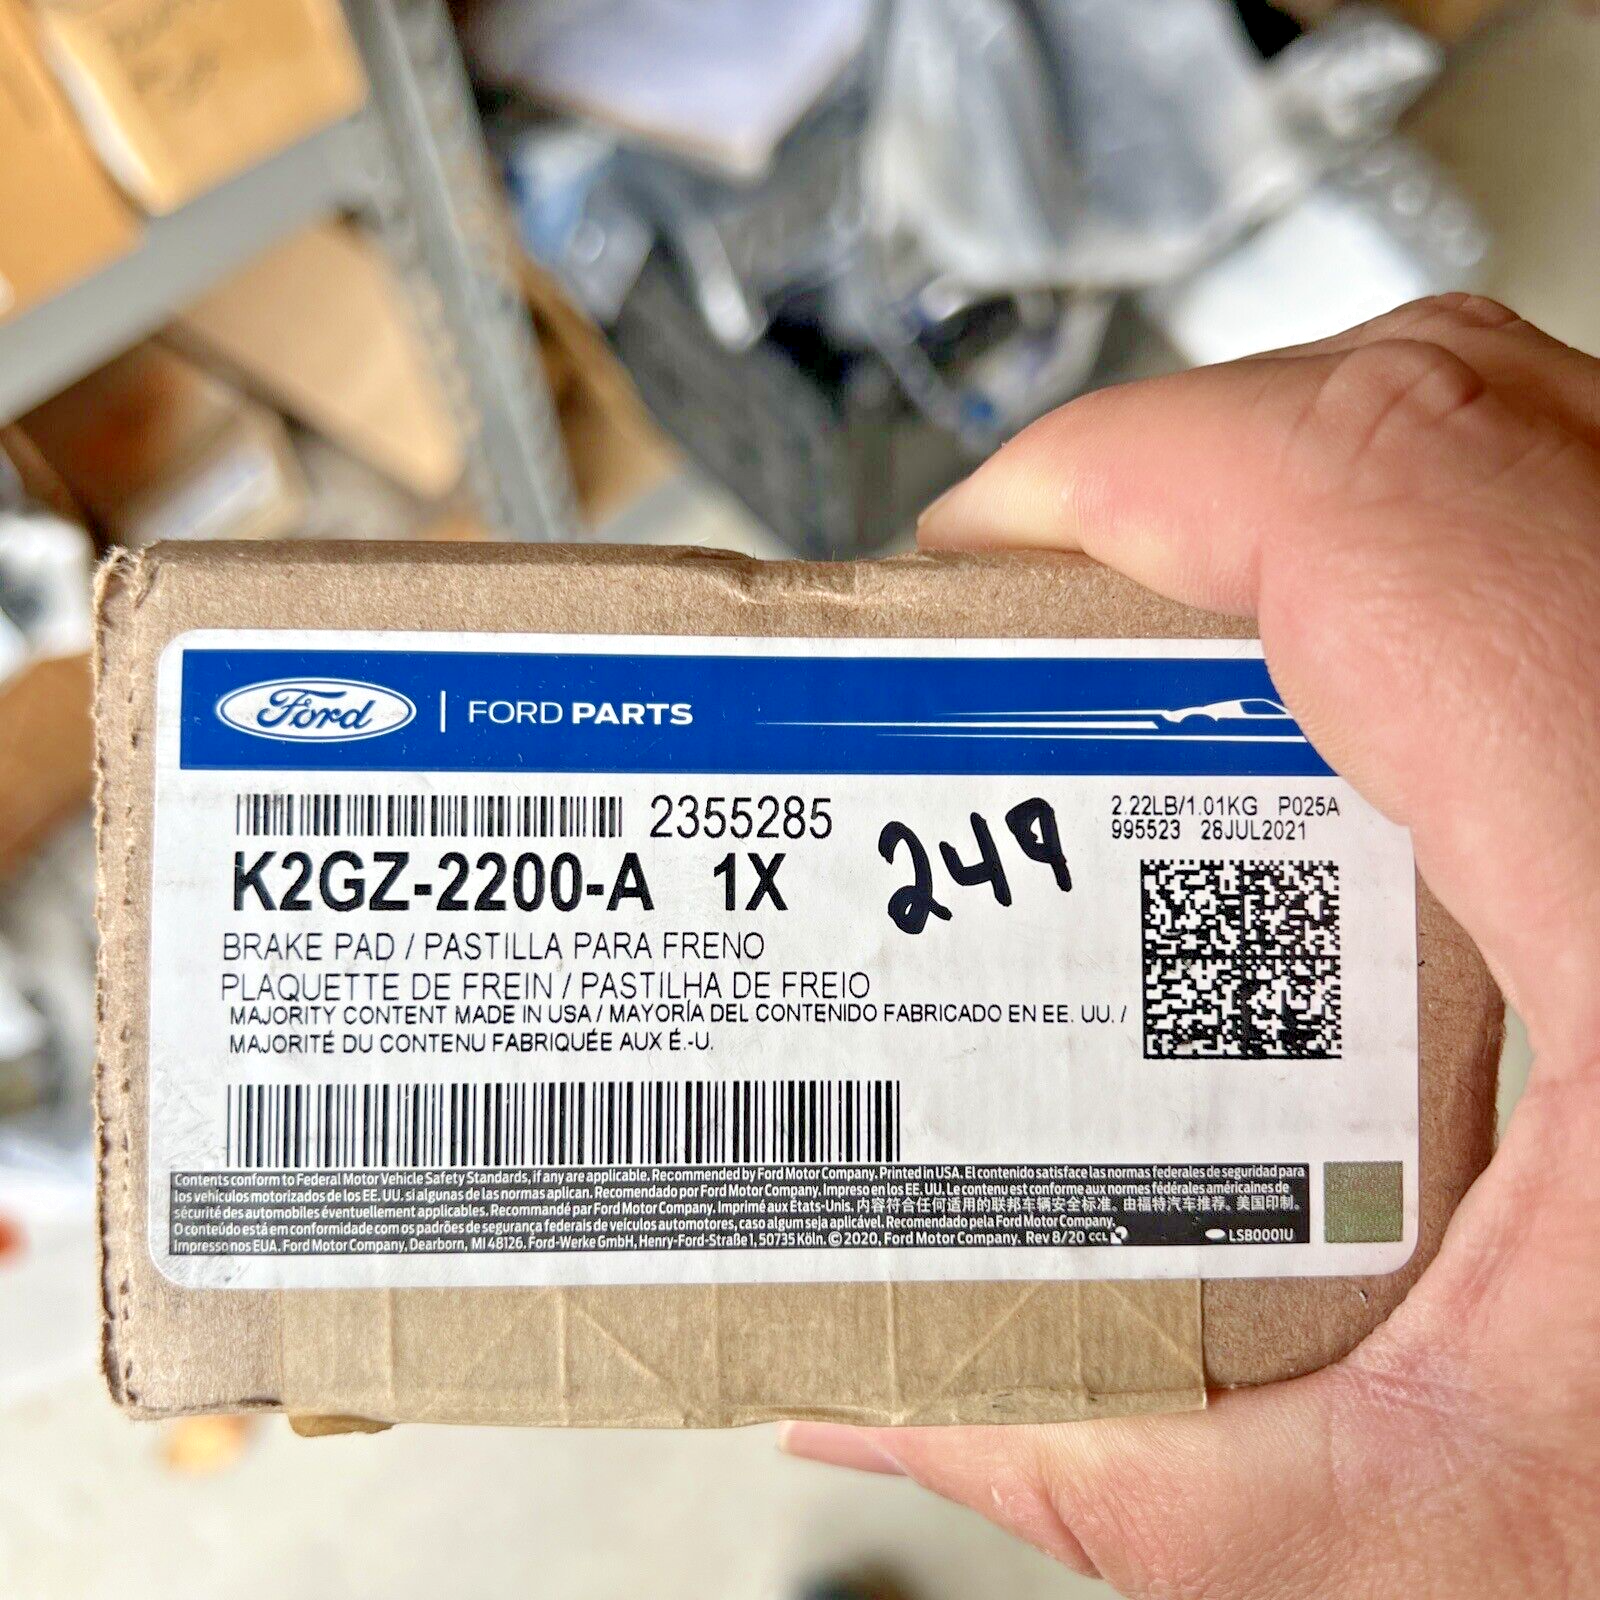 Ford | FORD PARTS
2355285
K2GZ-2200-A 1X
249
2.22LB/1.01KG P025A
995523 26JUL2021
BRAKE PAD / PASTILLA PARA FRENO
PLAQUETTE DE FREIN / PASTILHA DE FREIO
MAJORITY CONTENT MADE IN USA / MAYORÍA DEL CONTENIDO FABRICADO EN EE. UU. /
MAJORITÉ DU CONTENU FABRIQUÉE AUX É.-U.
Contents conform to Federal Motor Vehicle Safety Standards, if any are applicable. Recommended by Ford Motor Company. Printed in USA. El contenido satisface las normas federales de seguridad para
los vehículos motorizados de los EE. UU. si algunas de las normas aplican. Recomendado por Ford Motor Company. Impreso en los EE. UU. Le contenu est conforme aux normes fédérales américaines de
sécurité des automobiles éventuellement applicables. Recommandé par Ford Motor Company. Imprimé aux États-Unis. 内容符合任何适用的联邦车辆安全标准。由福特汽车推荐。美国印制。
O conteúdo está em conformidade com os padrões de segurança federais de veículos automotores, caso algum seja aplicável. Recomendado pela Ford Motor Company.
Impresso nos EUA. Ford Motor Company, Dearborn, MI 48126. Ford-Werke GmbH, Henry-Ford-Straße 1, 50735 Köln. © 2020, Ford Motor Company. Rev 8/20 CCL
LSB0001U